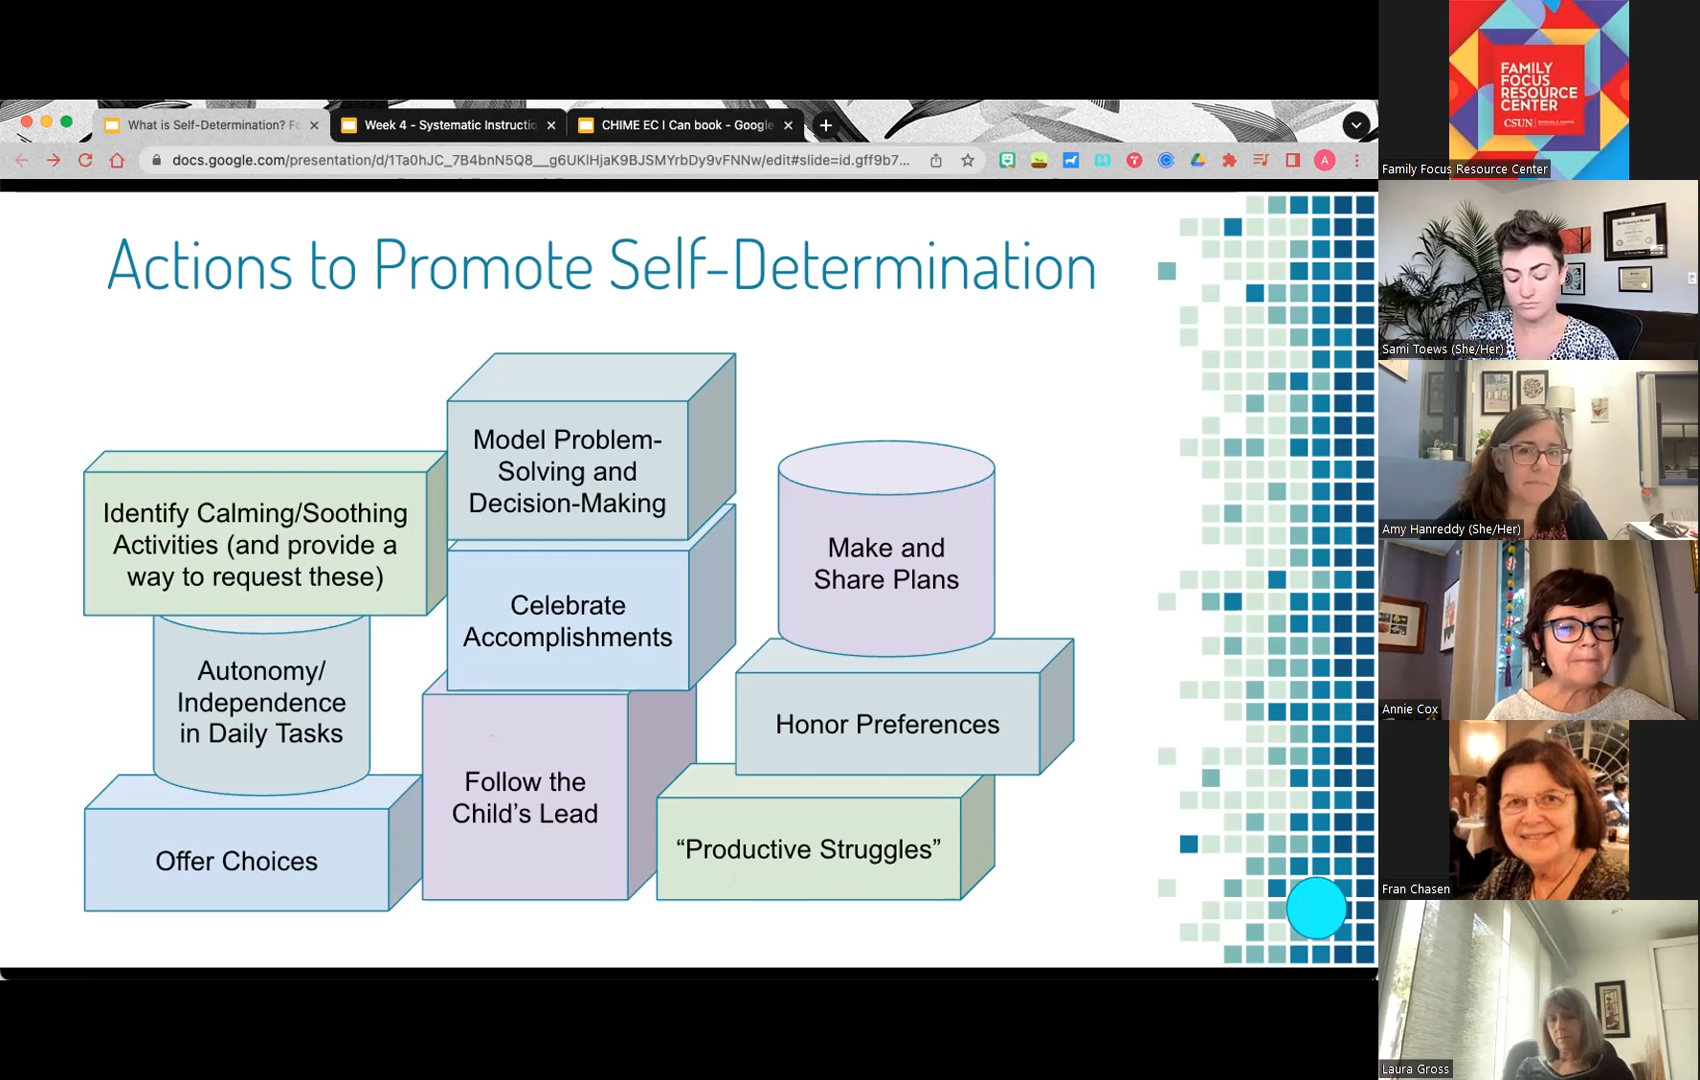 What is Self-Determination? Fo
Week 4 - Systematic Instructio
CHIME EC I Can book - Google
docs.google.com/presentation/d/1Ta0hJC_7B4bnN5Q8__g6UKlHjaK9BJSMYrbDy9vFNNw/edit#slide=id.gff9b7...
A
Actions to Promote Self-Determination
Identify Calming/Soothing
Activities (and provide a
way to request these)
Autonomy/
Independence
in Daily Tasks
Offer Choices
Model Problem-
Solving and
Decision-Making
Celebrate
Accomplishments
Follow the
Child’s Lead
Make and
Share Plans
Honor Preferences
“Productive Struggles”
FAMILY
FOCUS
RESOURCE
CENTER
CSUN
Family Focus Resource Center
Sami Toews (She/Her)
Amy Hanreddy (She/Her)
Annie Cox
Fran Chasen
Laura Gross